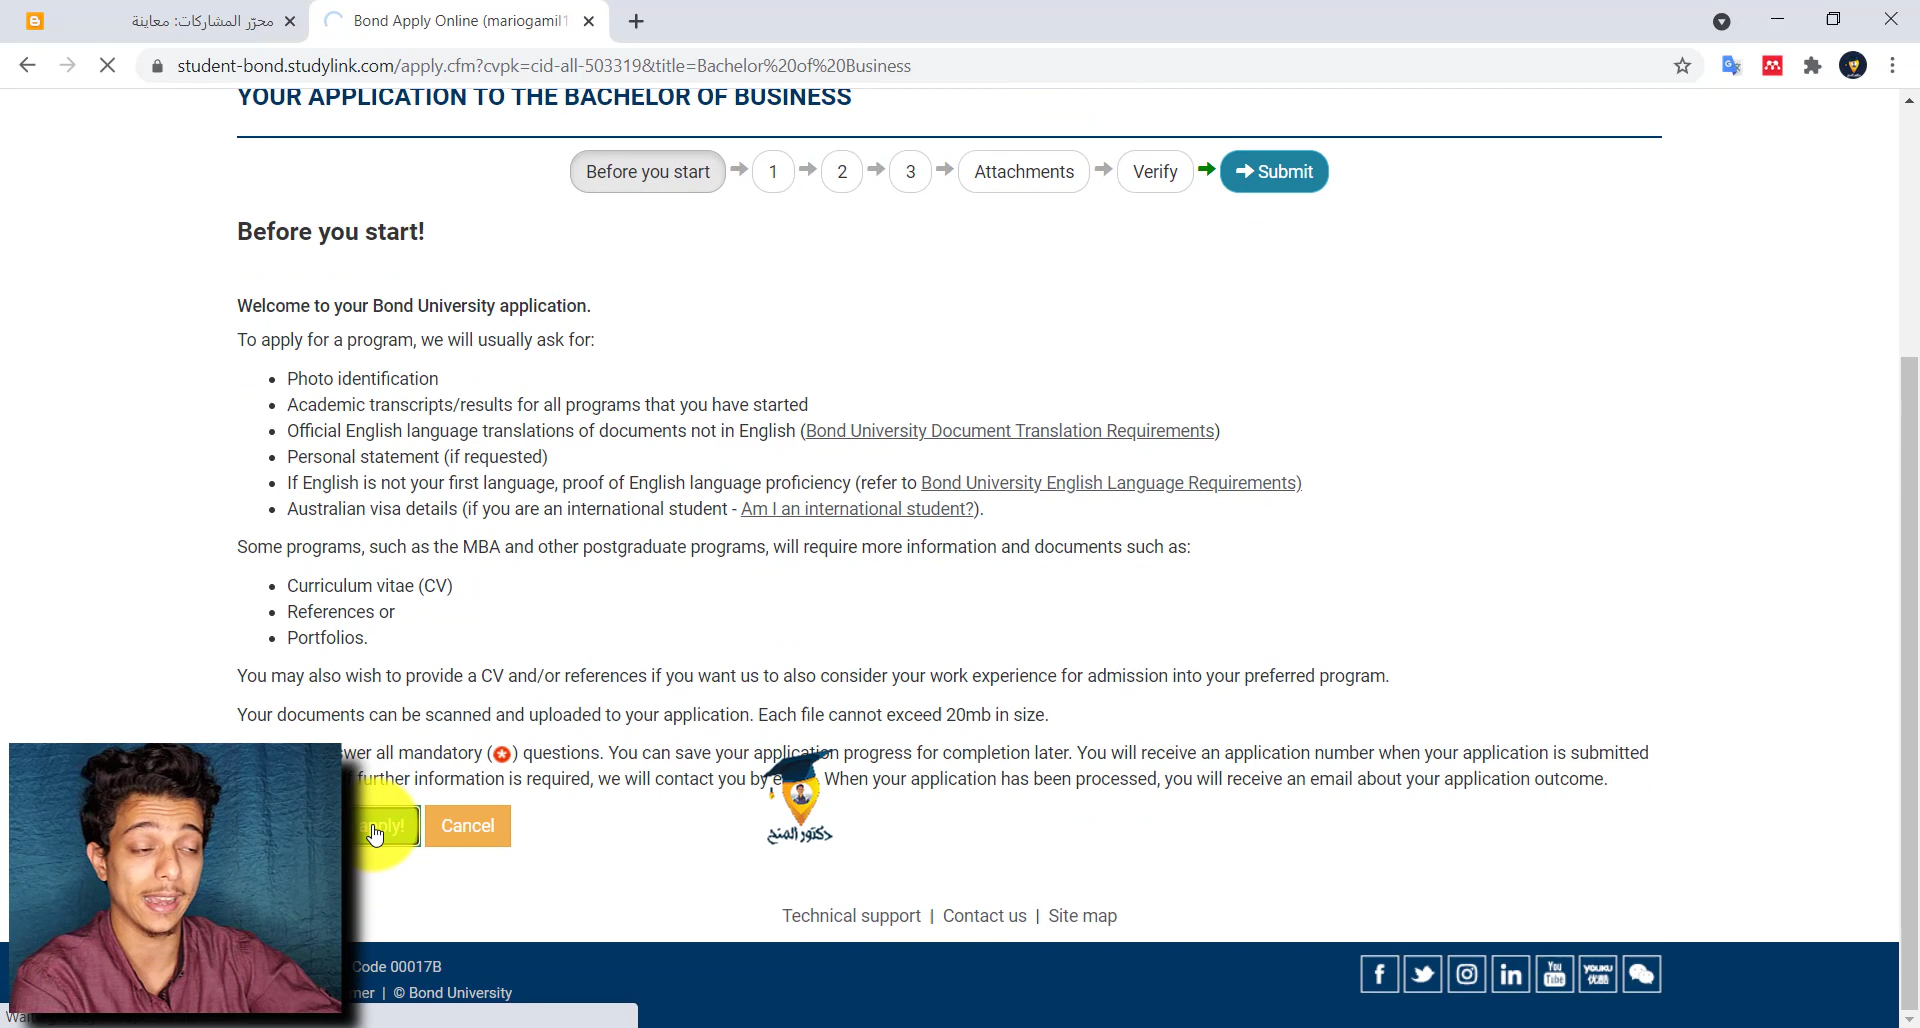 محرّر المشاركات: معاينة
Bond Apply Online (mariogamil1
student-bond.studylink.com/apply.cfm?cvpk=cid-all-503319&title=Bachelor%20of%20Business
YOUR APPLICATION TO THE BACHELOR OF BUSINESS
Before you start
1
2
3
Attachments
Verify
Submit
Before you start!
Welcome to your Bond University application.
To apply for a program, we will usually ask for:
Photo identification
Academic transcripts/results for all programs that you have started
Official English language translations of documents not in English (Bond University Document Translation Requirements)
Personal statement (if requested)
If English is not your first language, proof of English language proficiency (refer to Bond University English Language Requirements)
Australian visa details (if you are an international student - Am I an international student?).
Some programs, such as the MBA and other postgraduate programs, will require more information and documents such as:
Curriculum vitae (CV)
References or
Portfolios.
You may also wish to provide a CV and/or references if you want us to also consider your work experience for admission into your preferred program.
Your documents can be scanned and uploaded to your application. Each file cannot exceed 20mb in size.
all mandatory ( ) questions. You can save your application progress for completion later. You will receive an application number when your application is submitted
further information is required, we will contact you by When your application has been processed, you will receive an email about your application outcome.
apply!
Cancel
دكتور المنح
Technical support | Contact us | Site map
Code 00017B
| © Bond University
You Tube
YOUKU 优酷